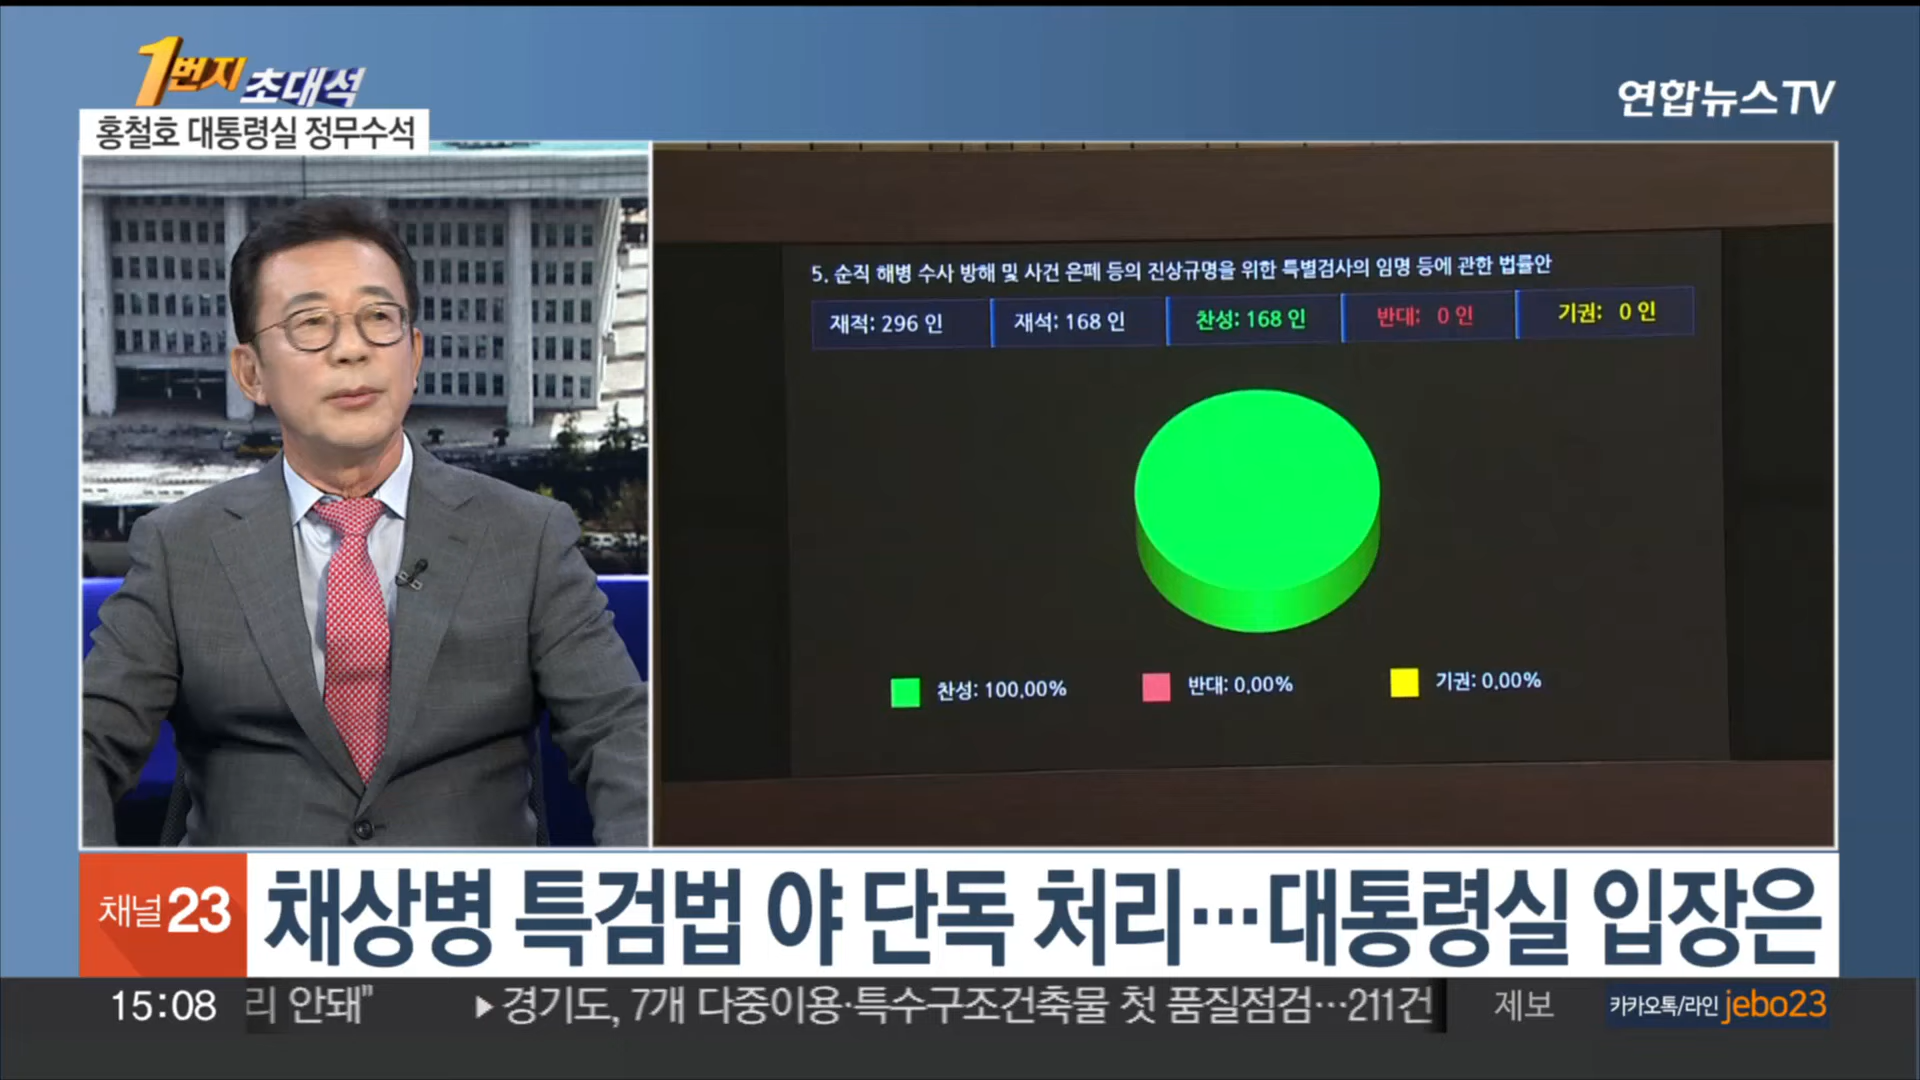 1번지 초대석
홍철호 대통령실 정무수석
연합뉴스TV
5. 순직 해병 수사 방해 및 사건 은폐 등의 진상규명을 위한 특별검사의 임명 등에 관한 법률안
재적: 296 인 재석: 168 인 찬성: 168 인 반대: 0 인 기권: 0 인
찬성: 100.00% 반대: 0.00% 기권: 0.00%
채널 23 채상병 특검법 야 단독 처리…대통령실 입장은
15:08 리 안돼” ▶경기도, 7개 다중이용·특수구조건축물 첫 품질점검…211건 제보 카카오톡/라인 jebo23